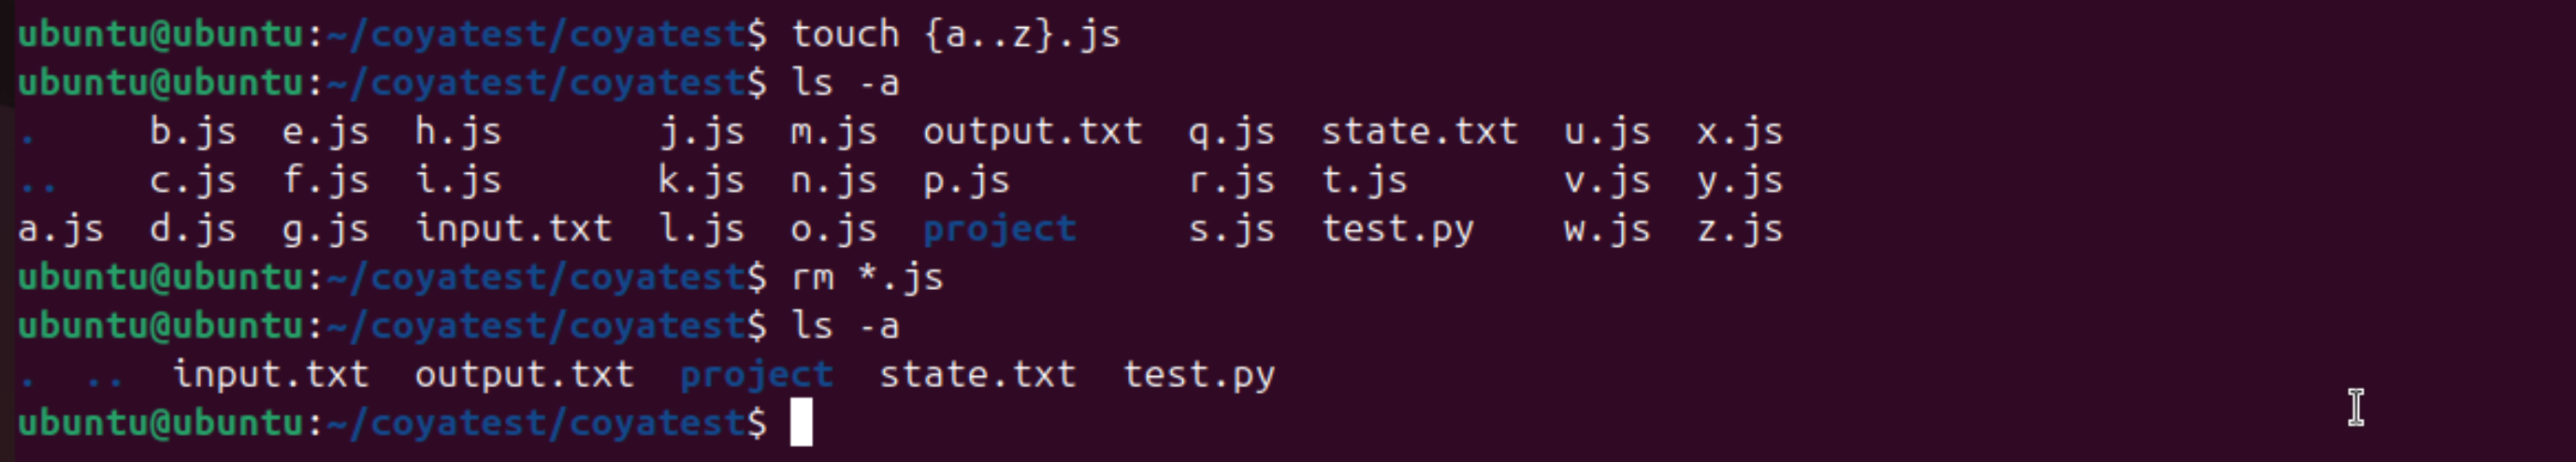 ubuntu@ubuntu:~/coyatest/coyatest$ touch {a..z}.js
ubuntu@ubuntu:~/coyatest/coyatest$ ls -a
.     b.js  e.js  h.js       j.js  m.js  output.txt  q.js  state.txt  u.js  x.js
..    c.js  f.js  i.js       k.js  n.js  p.js        r.js  t.js       v.js  y.js
a.js  d.js  g.js  input.txt  l.js  o.js  project     s.js  test.py    w.js  z.js
ubuntu@ubuntu:~/coyatest/coyatest$ rm *.js
ubuntu@ubuntu:~/coyatest/coyatest$ ls -a
.  ..  input.txt  output.txt  project  state.txt  test.py
ubuntu@ubuntu:~/coyatest/coyatest$